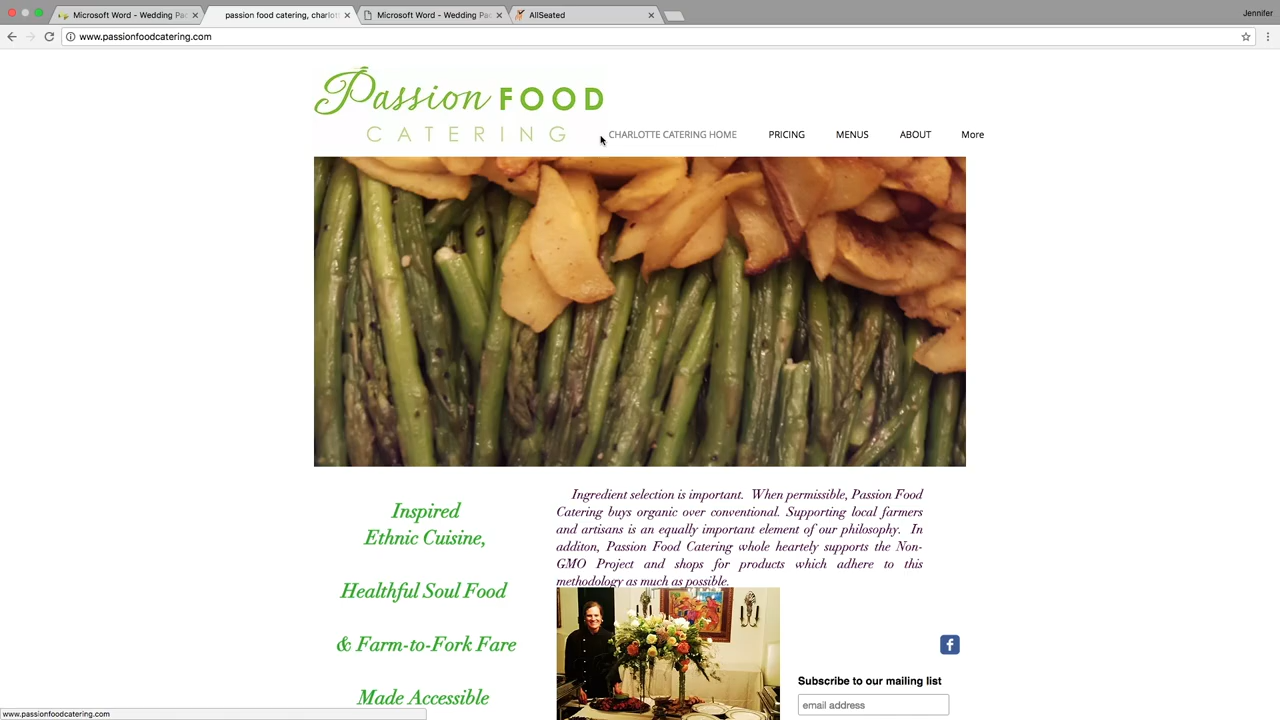 Microsoft Word - Wedding Pac
passion food catering, charlot
Microsoft Word - Wedding Pac
AllSeated
Jennifer
www.passionfoodcatering.com
Passion FOOD
CATERING
CHARLOTTE CATERING HOME
PRICING
MENUS
ABOUT
More
Inspired
Ethnic Cuisine,
Healthful Soul Food
& Farm-to-Fork Fare
Made Accessible
Ingredient selection is important. When permissible, Passion Food
Catering buys organic over conventional. Supporting local farmers
and artisans is an equally important element of our philosophy. In
additon, Passion Food Catering whole heartely supports the Non-
GMO Project and shops for products which adhere to this
methodology as much as possible.
f
Subscribe to our mailing list
email address
www.passionfoodcatering.com